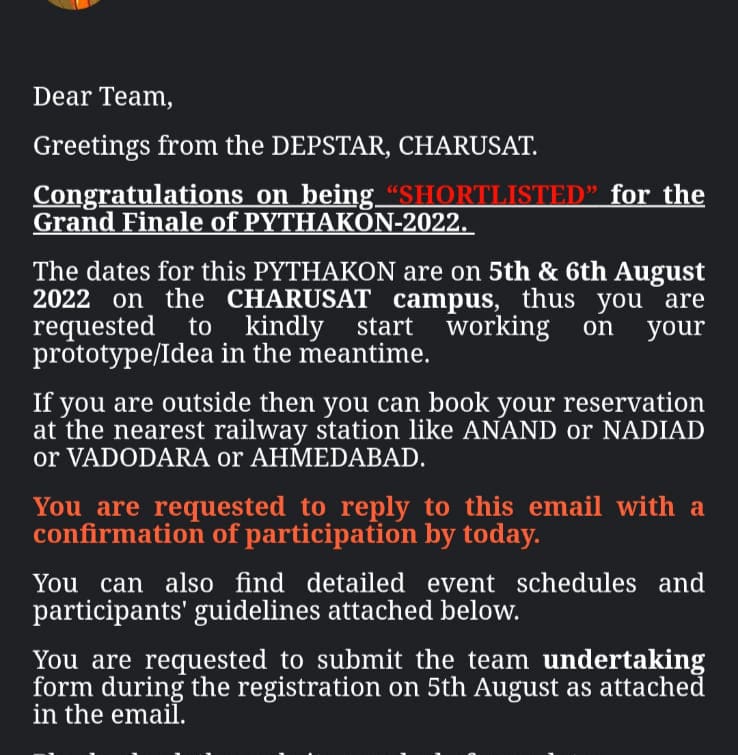 Dear Team,
Greetings from the DEPSTAR, CHARUSAT.
Congratulations on being “SHORTLISTED” for the
Grand Finale of PYTHAKON-2022.
The dates for this PYTHAKON are on 5th & 6th August
2022 on the CHARUSAT campus, thus you are
requested to kindly start working on your
prototype/Idea in the meantime.
If you are outside then you can book your reservation
at the nearest railway station like ANAND or NADIAD
or VADODARA or AHMEDABAD.
You are requested to reply to this email with a
confirmation of participation by today.
You can also find detailed event schedules and
participants' guidelines attached below.
You are requested to submit the team undertaking
form during the registration on 5th August as attached
in the email.